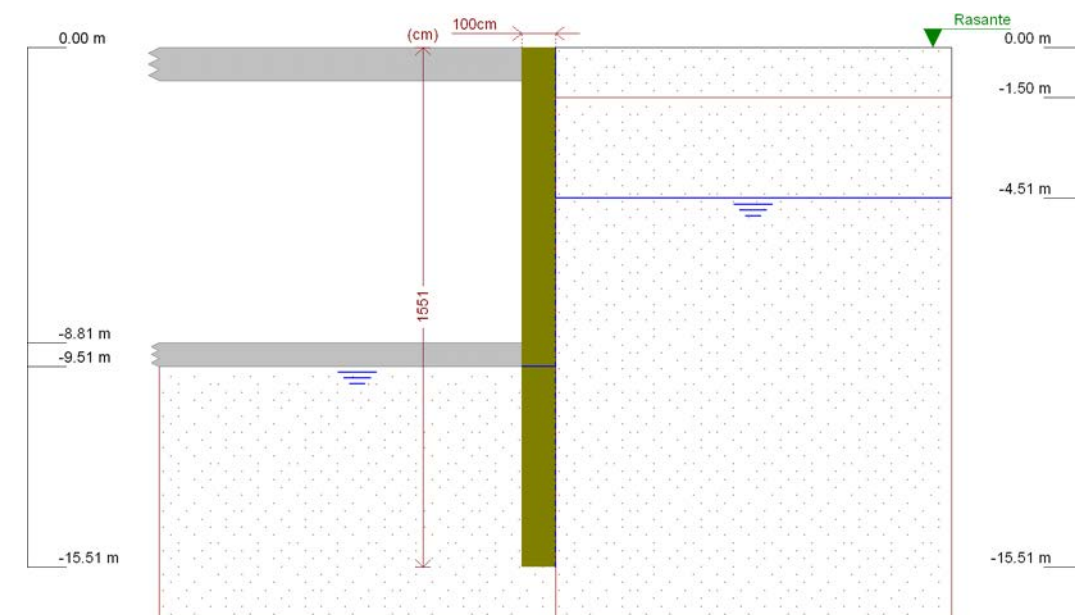 Rasante
100cm
(cm)
0.00 m
0.00 m
-1.50 m
-4.51 m
1551
-8.81 m
-9.51 m
-15.51 m
-15.51 m